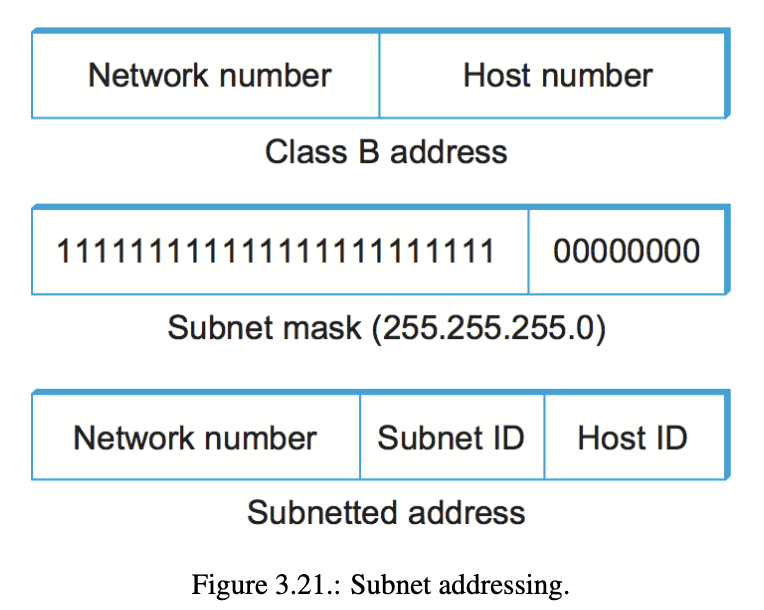 Network number Host number
Class B address
111111111111111111111111 00000000
Subnet mask (255.255.255.0)
Network number Subnet ID Host ID
Subnetted address
Figure 3.21.: Subnet addressing.